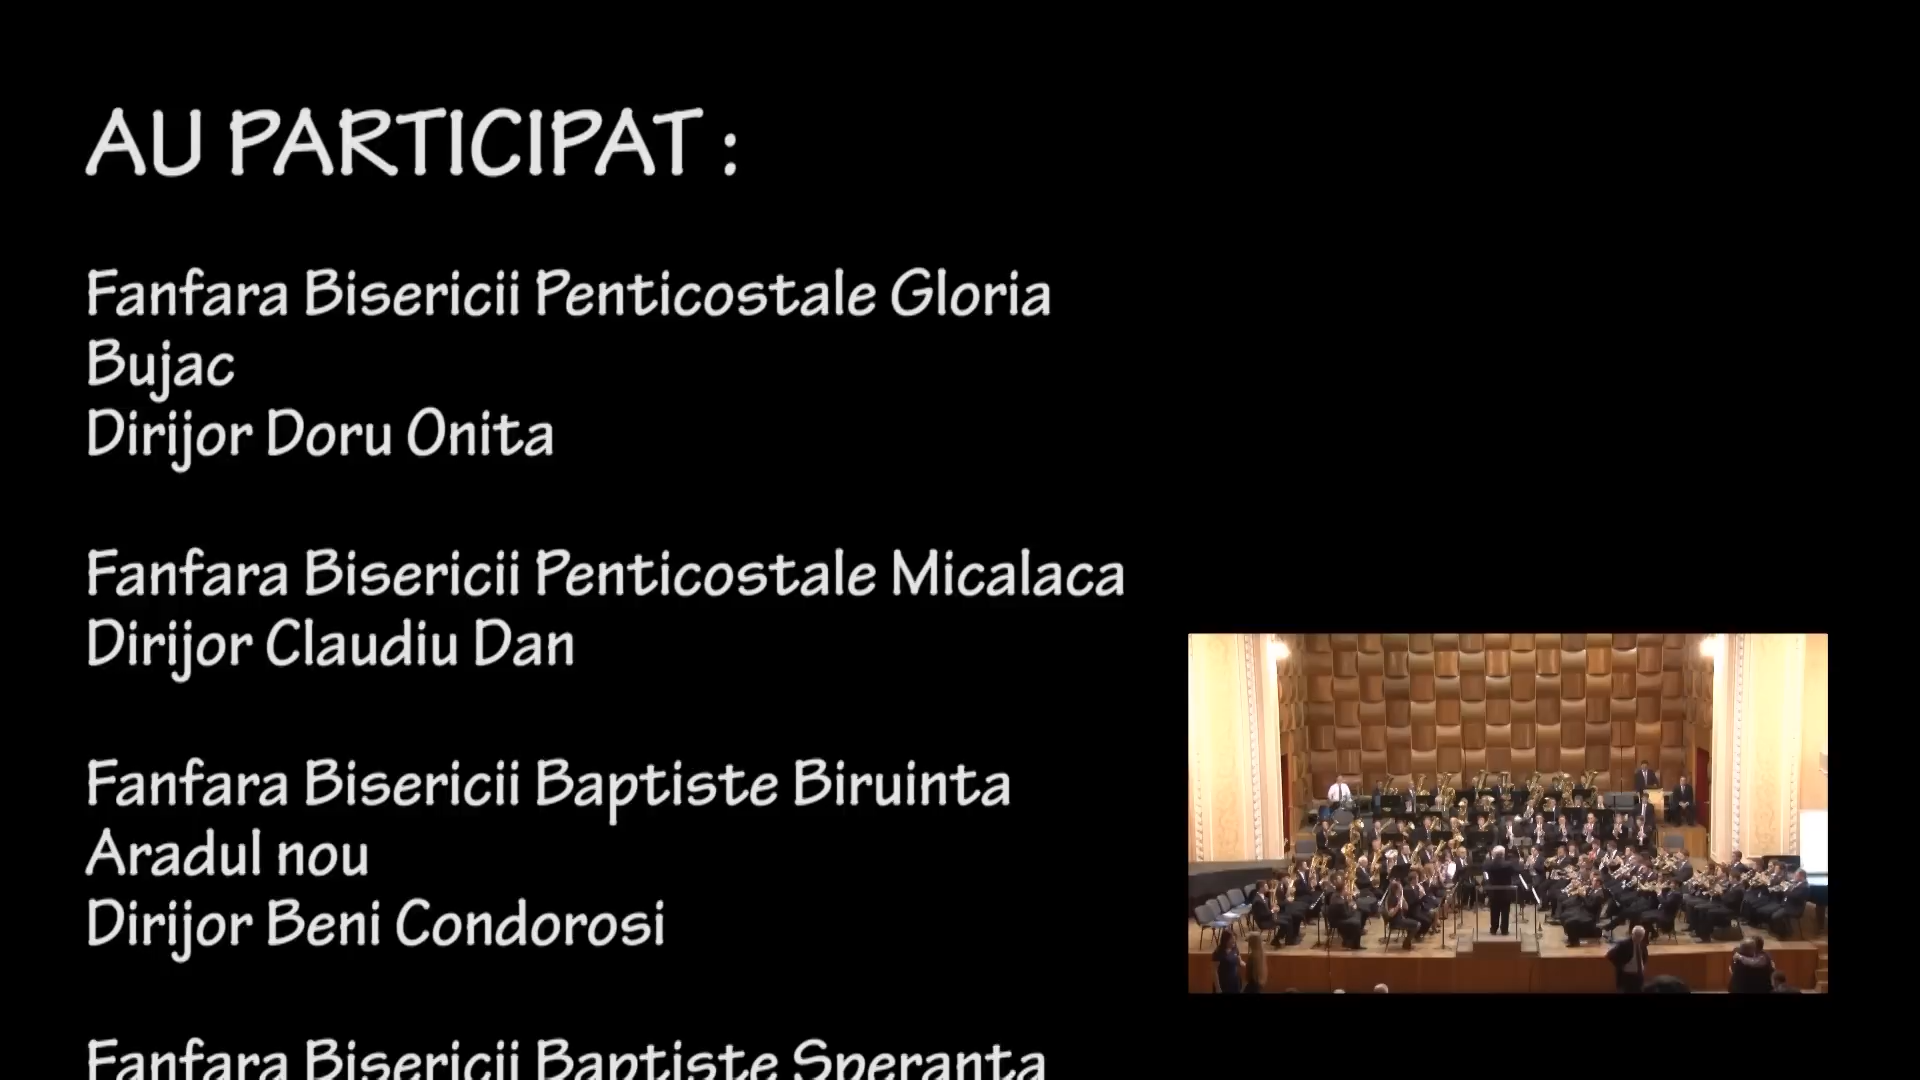 AU PARTICIPAT :
Fanfara Bisericii Penticostale Gloria
Bujac
Dirijor Doru Onita
Fanfara Bisericii Penticostale Micalaca
Dirijor Claudiu Dan
Fanfara Bisericii Baptiste Biruinta
Aradul nou
Dirijor Beni Condorosi
Fanfara Bisericii Baptiste Speranta